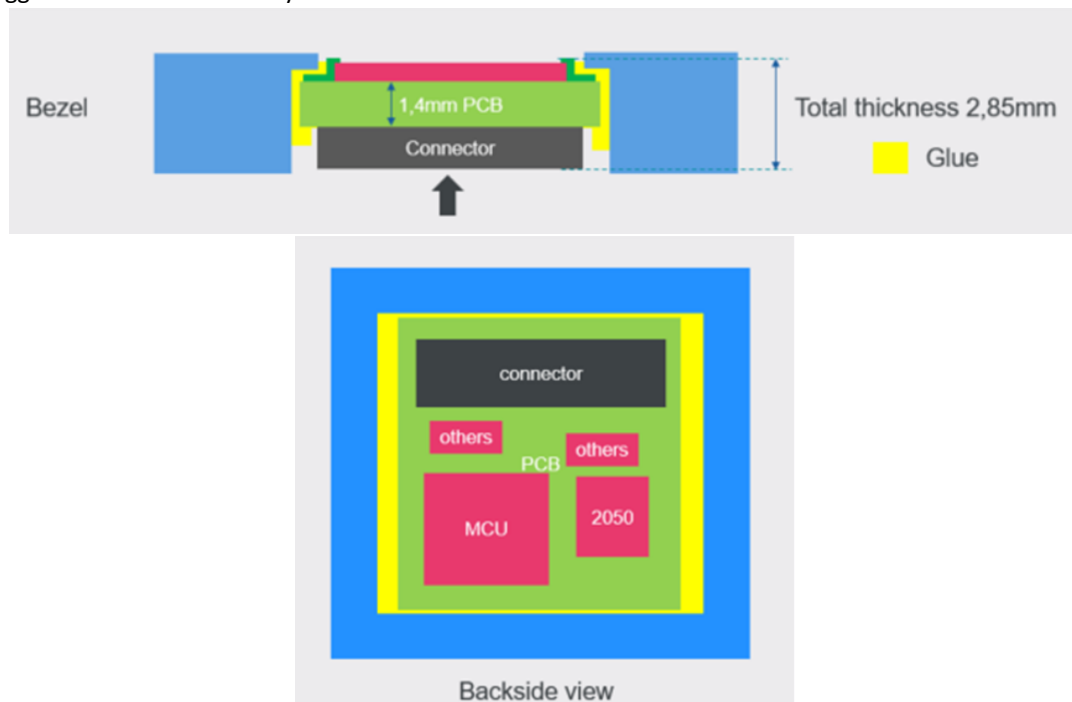 Bezel
1,4mm PCB
Total thickness 2,85mm
Connector
Glue
connector
others
others
PCB
MCU
2050
Backside view